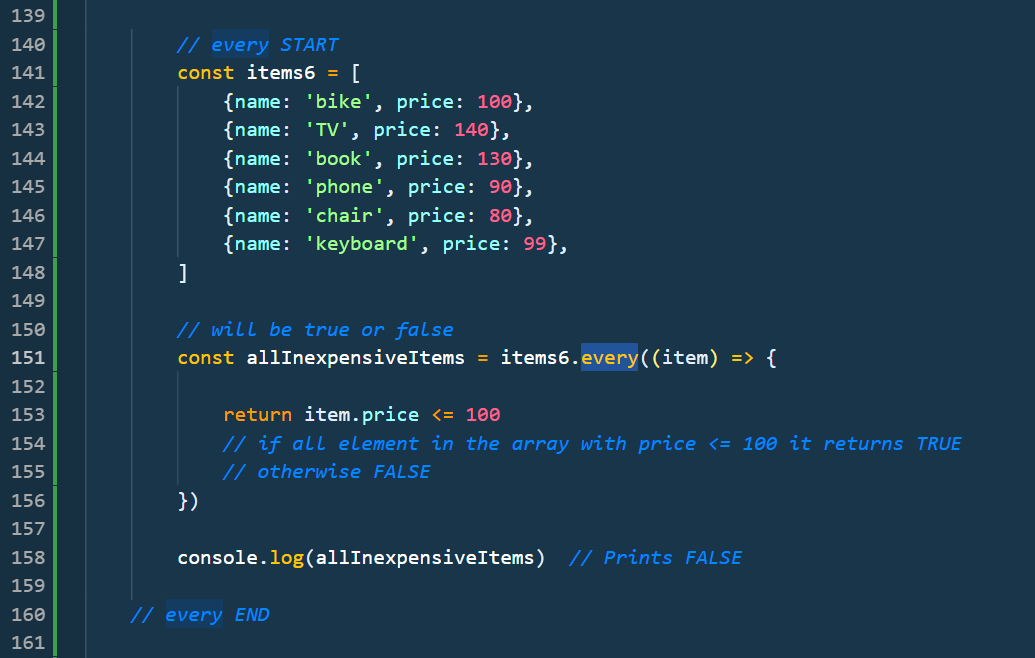 139
140 // every START
141 const items6 = [
142 {name: 'bike', price: 100},
143 {name: 'TV', price: 140},
144 {name: 'book', price: 130},
145 {name: 'phone', price: 90},
146 {name: 'chair', price: 80},
147 {name: 'keyboard', price: 99},
148 ]
149
150 // will be true or false
151 const allInexpensiveItems = items6.every((item) => {
152
153 return item.price <= 100
154 // if all element in the array with price <= 100 it returns TRUE
155 // otherwise FALSE
156 })
157
158 console.log(allInexpensiveItems) // Prints FALSE
159
160 // every END
161